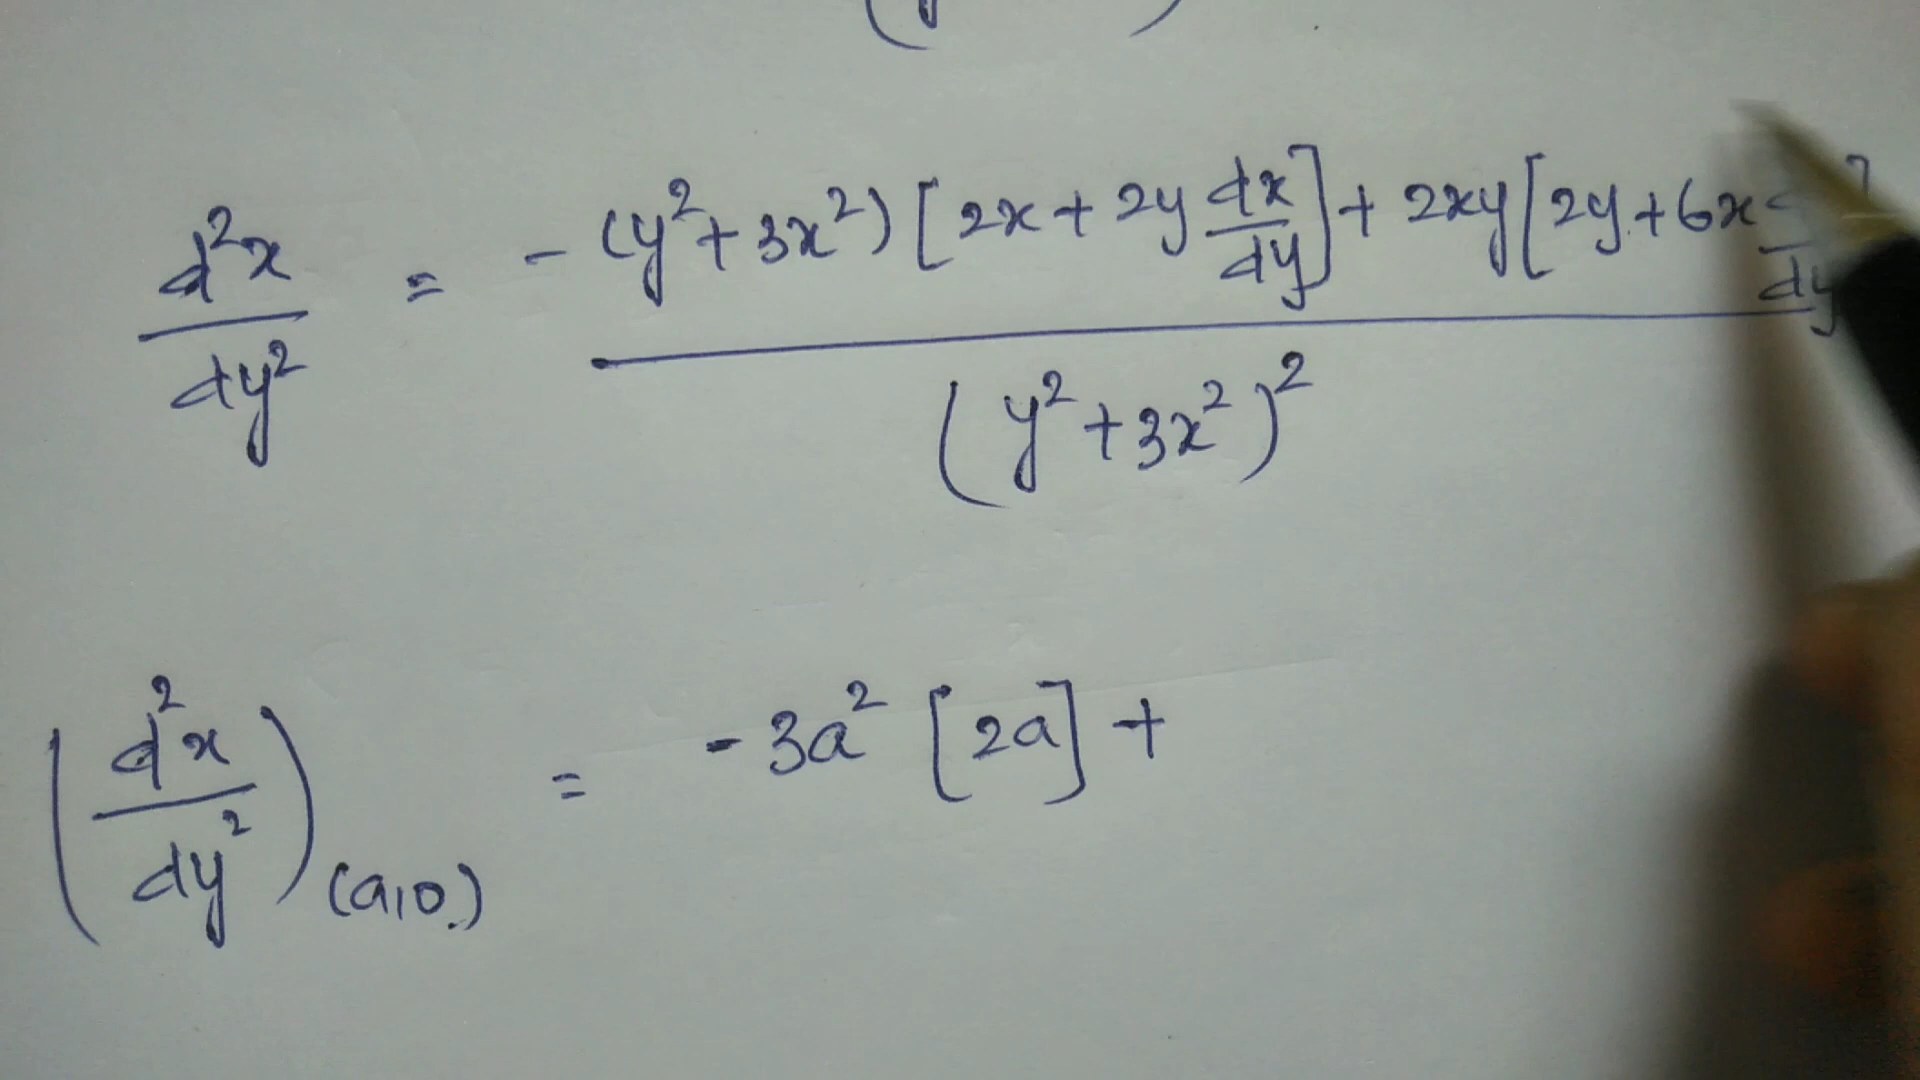 d²x/dy² = -(y²+3x²)[2x+2y dx/dy]+2xy[2y+6x d /dy]/(y²+3x²)²
(d²x/dy²)(a,0) = -3a² [2a] +